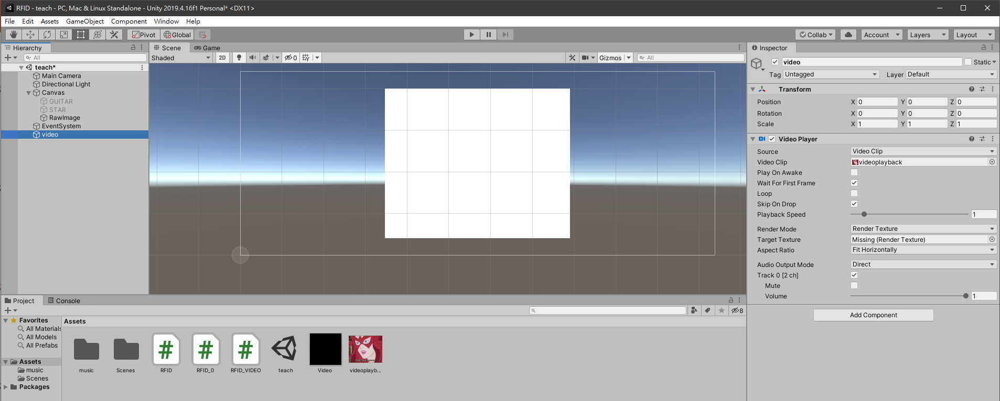 RFID - teach - PC, Mac & Linux Standalone - Unity 2019.4.16f1 Personal* <DX11>
File Edit Assets GameObject Component Window Help
Pivot Global Collab Account Layers Layout
Hierarchy
All
teach*
Main Camera
Directional Light
Canvas
GUITAR
STAR
RawImage
EventSystem
video
Scene Game
Shaded 2D 0 Gizmos All
Inspector
video Static
Tag Untagged Layer Default
Transform
Position X 0 Y 0 Z 0
Rotation X 0 Y 0 Z 0
Scale X 1 Y 1 Z 1
Video Player
Source Video Clip
Video Clip videoplayback
Play On Awake
Wait For First Frame
Loop
Skip On Drop
Playback Speed 1
Render Mode Render Texture
Target Texture Missing (Render Texture)
Aspect Ratio Fit Horizontally
Audio Output Mode Direct
Track 0 [2 ch]
Mute
Volume 1
Add Component
Project Console
8
Favorites
All Materials
All Models
All Prefabs
Assets
music
Scenes
Packages
Assets
music Scenes RFID RFID_0 RFID_VIDEO teach Video videoplayb...